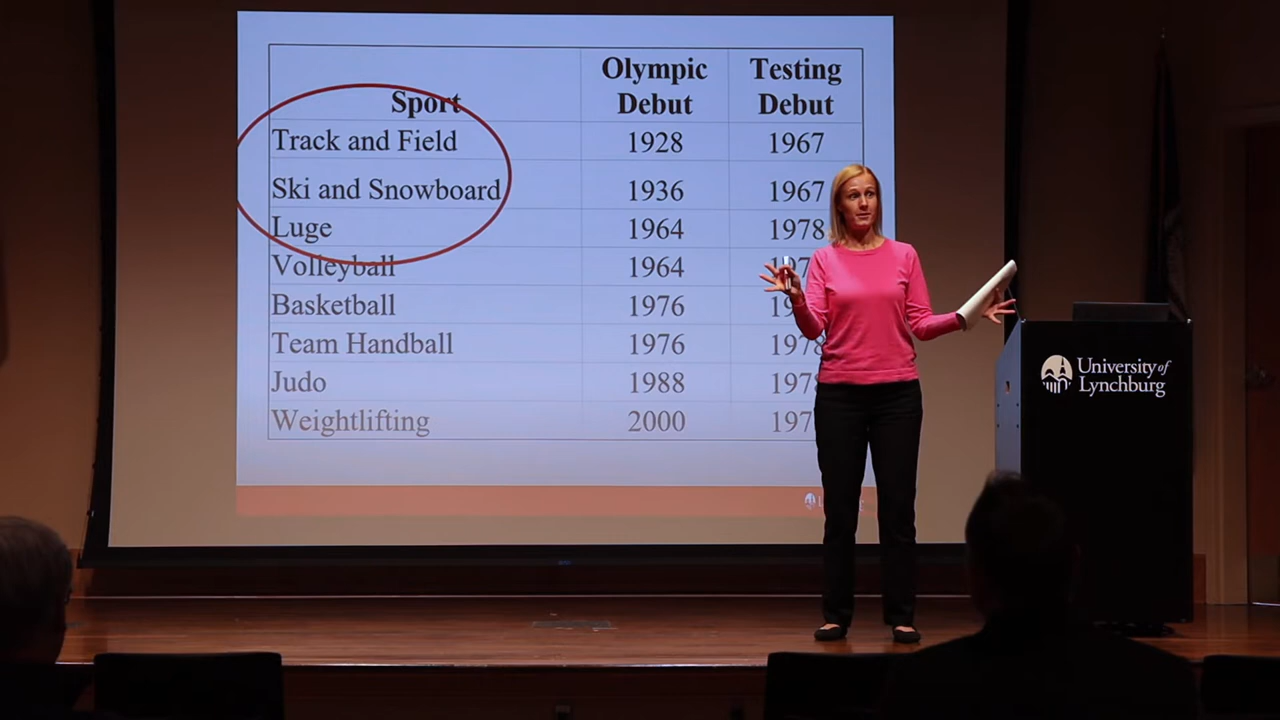 Sport Olympic Debut Testing Debut
Track and Field 1928 1967
Ski and Snowboard 1936 1967
Luge 1964 1978
Volleyball 1964
Basketball 1976
Team Handball 1976
Judo 1988
Weightlifting 2000
University of
Lynchburg